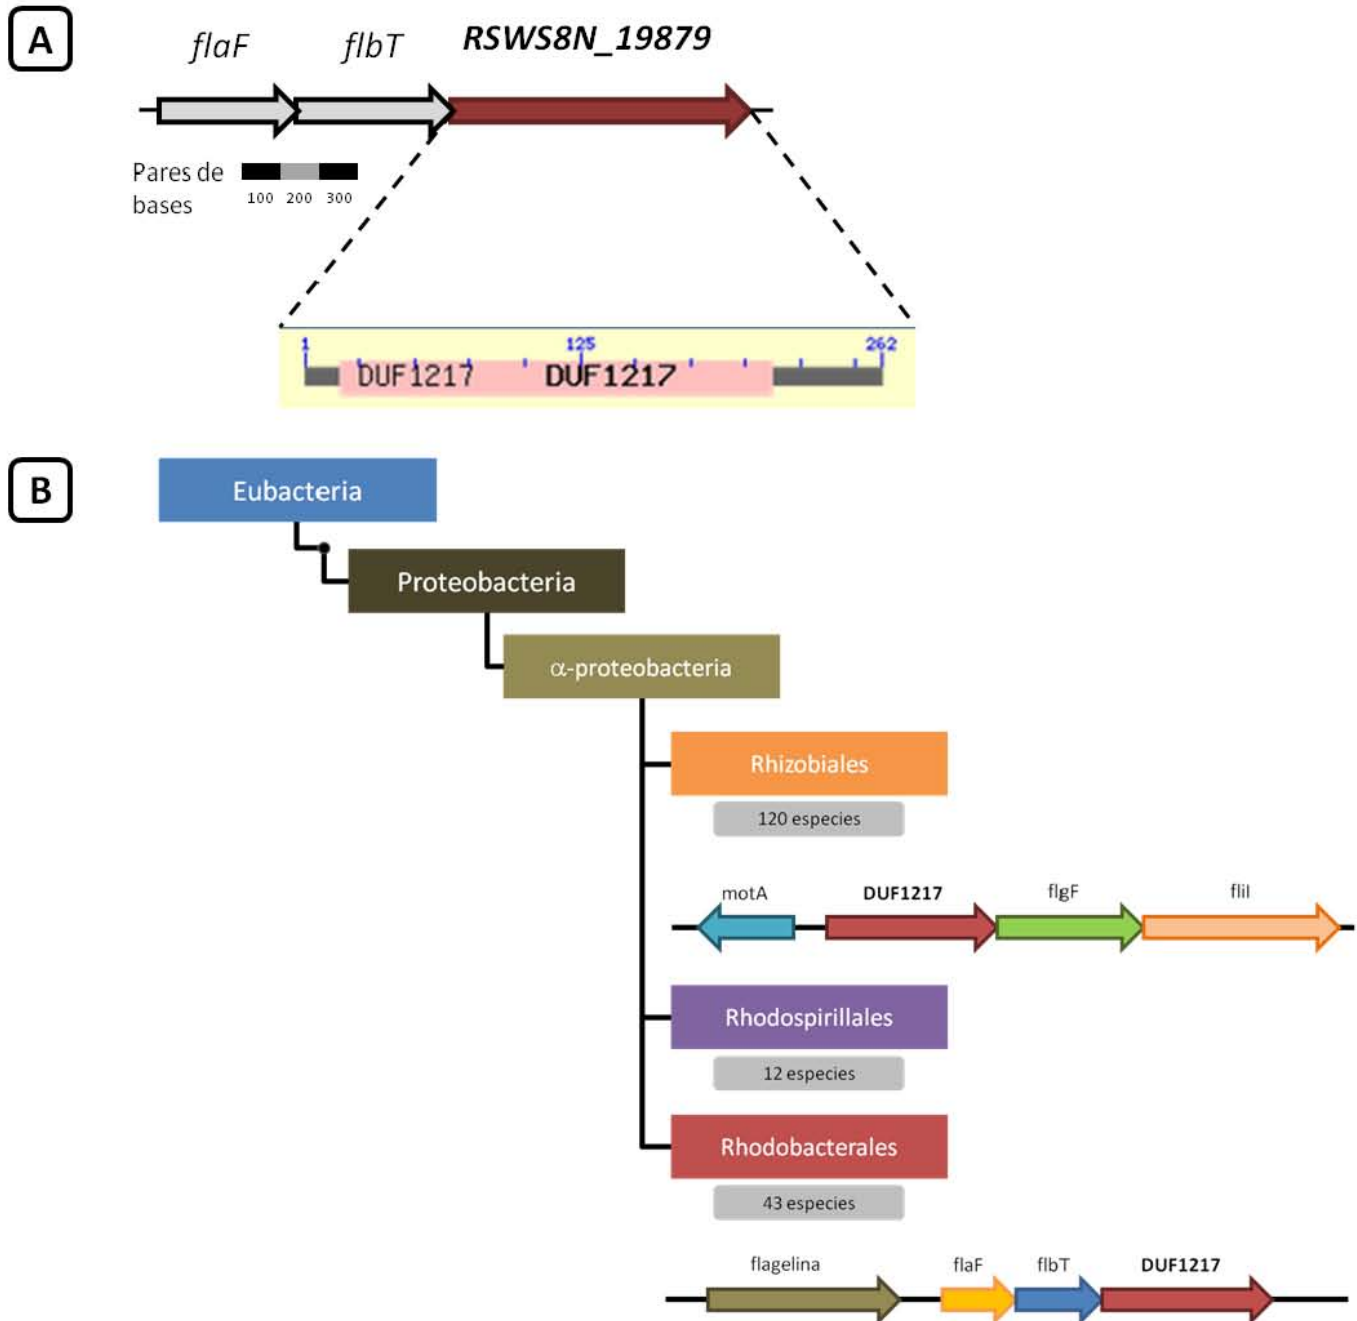 A
flaF flbT RSWS8N_19879
Pares de
bases
100 200 300
1 125 262
DUF1217 DUF1217
B
Eubacteria
Proteobacteria
α-proteobacteria
Rhizobiales
120 especies
motA DUF1217 flgF fliI
Rhodospirillales
12 especies
Rhodobacterales
43 especies
flagelina flaF flbT DUF1217